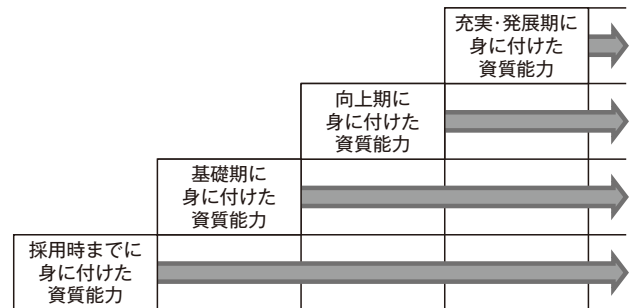 充実・発展期に
身に付けた
資質能力
向上期に
身に付けた
資質能力
基礎期に
身に付けた
資質能力
採用時までに
身に付けた
資質能力